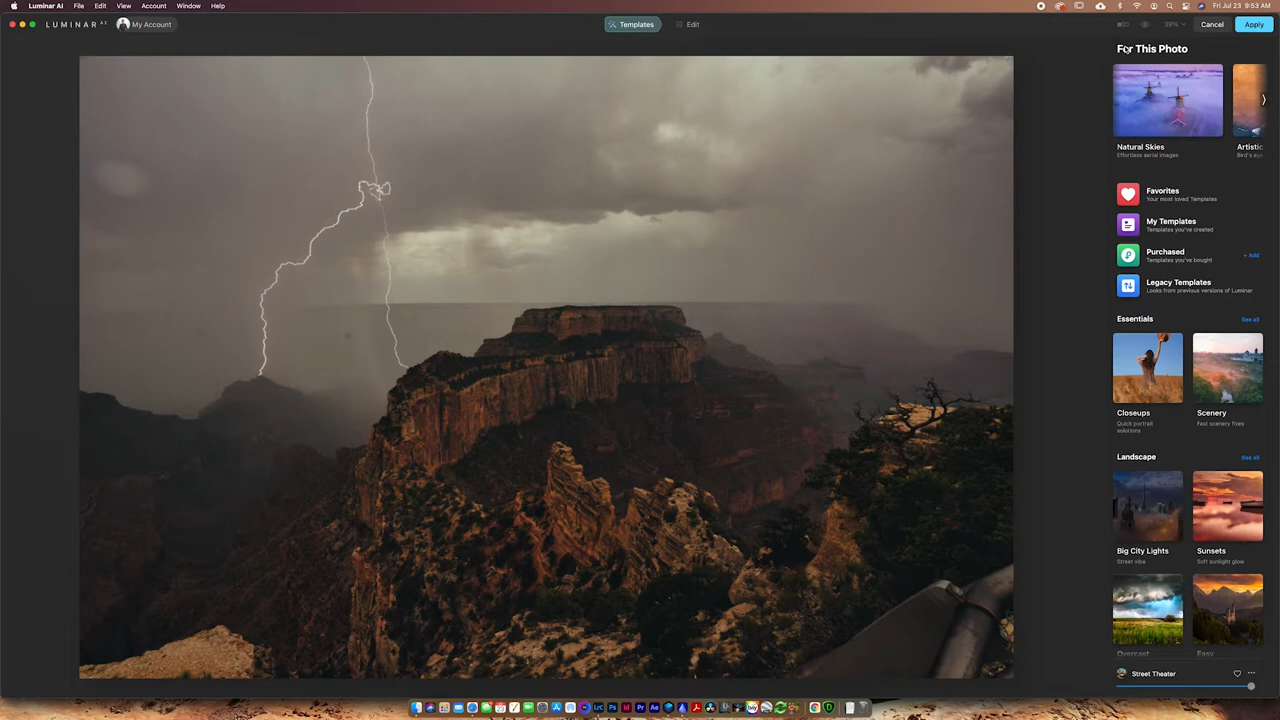 Luminar AI File Edit View Account Window Help
Fri Jul 23 9:53 AM
LUMINAR AI My Account
Templates Edit
39% Cancel Apply
For This Photo
Natural Skies
Effortless aerial images
Artistic
Bird's eye
Favorites
Your most loved Templates
My Templates
Templates you've created
Purchased
Templates you've bought
+ Add
Legacy Templates
Looks from previous versions of Luminar
Essentials See all
Closeups
Quick portrait
solutions
Scenery
Fast scenery fixes
Landscape See all
Big City Lights
Street vibe
Sunsets
Soft sunlight glow
Overcast
Easy
Street Theater